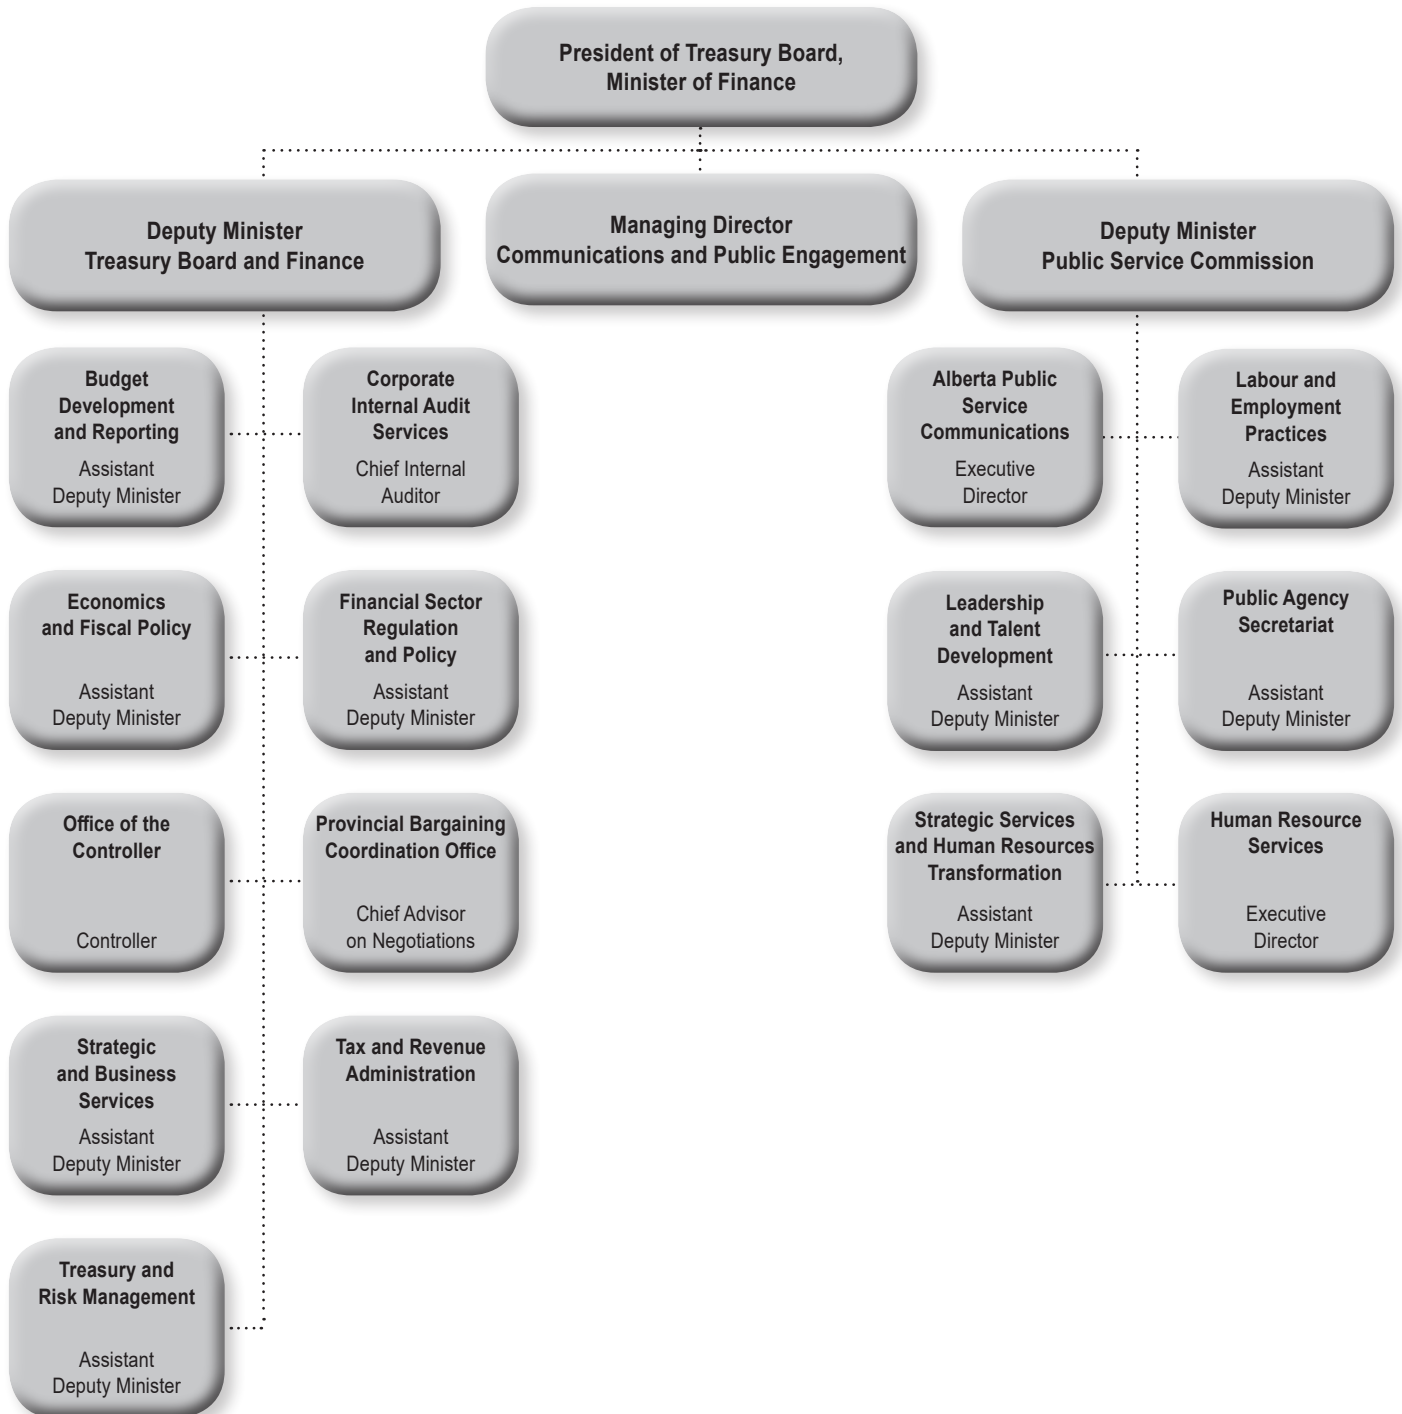 President of Treasury Board,
Minister of Finance
Deputy Minister
Treasury Board and Finance
Managing Director
Communications and Public Engagement
Deputy Minister
Public Service Commission
Budget
Development
and Reporting
Assistant
Deputy Minister
Corporate
Internal Audit
Services
Chief Internal
Auditor
Alberta Public
Service
Communications
Executive
Director
Labour and
Employment
Practices
Assistant
Deputy Minister
Economics
and Fiscal Policy
Assistant
Deputy Minister
Financial Sector
Regulation
and Policy
Assistant
Deputy Minister
Leadership
and Talent
Development
Assistant
Deputy Minister
Public Agency
Secretariat
Assistant
Deputy Minister
Office of the
Controller
Controller
Provincial Bargaining
Coordination Office
Chief Advisor
on Negotiations
Strategic Services
and Human Resources
Transformation
Assistant
Deputy Minister
Human Resource
Services
Executive
Director
Strategic
and Business
Services
Assistant
Deputy Minister
Tax and Revenue
Administration
Assistant
Deputy Minister
Treasury and
Risk Management
Assistant
Deputy Minister